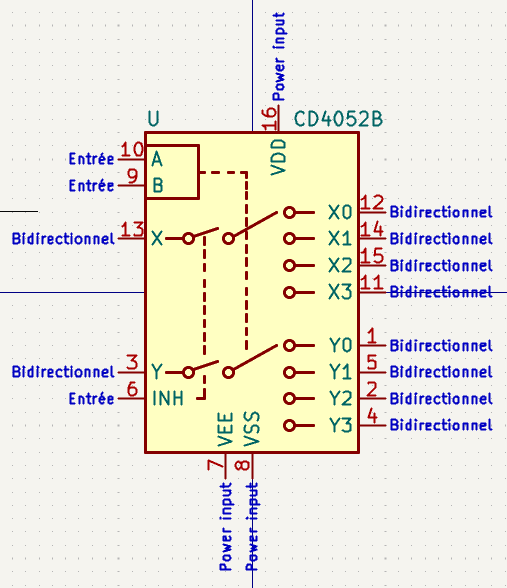 Power input
16
U
CD4052B
VDD
Entrée 10 A
Entrée 9 B
12 Bidirectionnel X0
Bidirectionnel 13 X
X1 14 Bidirectionnel
X2 15 Bidirectionnel
X3 11 Bidirectionnel
Y0 1 Bidirectionnel
Bidirectionnel 3 Y
Y1 5 Bidirectionnel
Entrée 6 INH
Y2 2 Bidirectionnel
Y3 4 Bidirectionnel
VEE
VSS
7
8
Power input
Power input